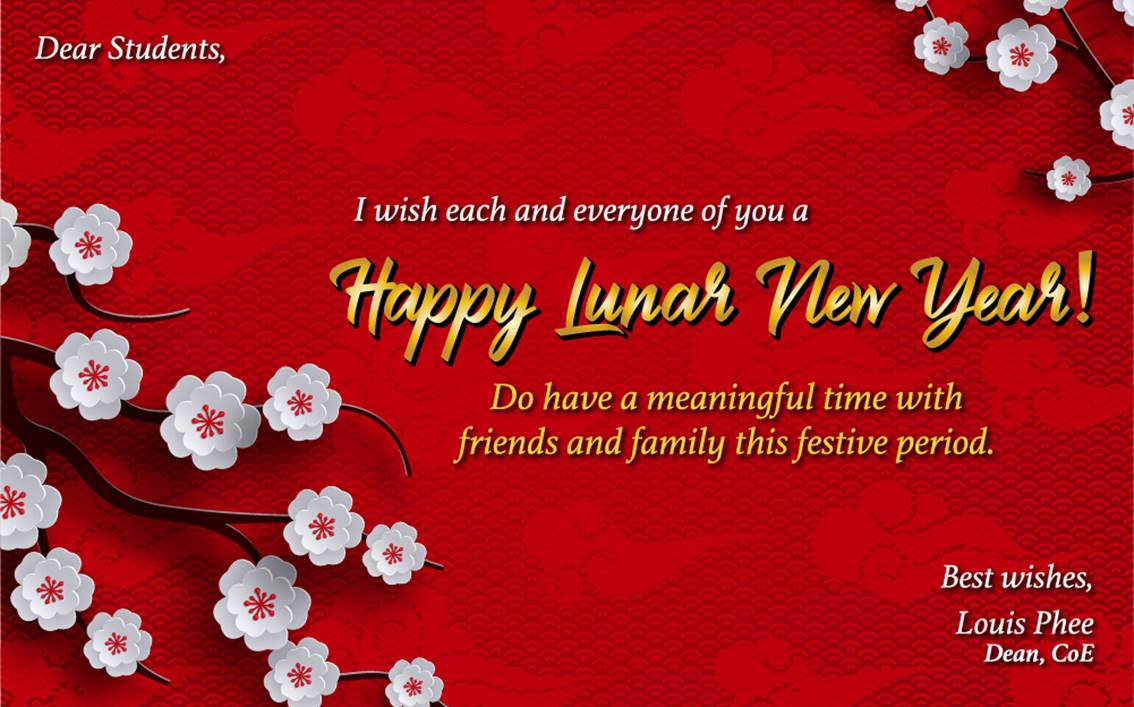 Dear Students,
I wish each and everyone of you a
Happy Lunar New Year!
Do have a meaningful time with
friends and family this festive period.
Best wishes,
Louis Phee
Dean, CoE